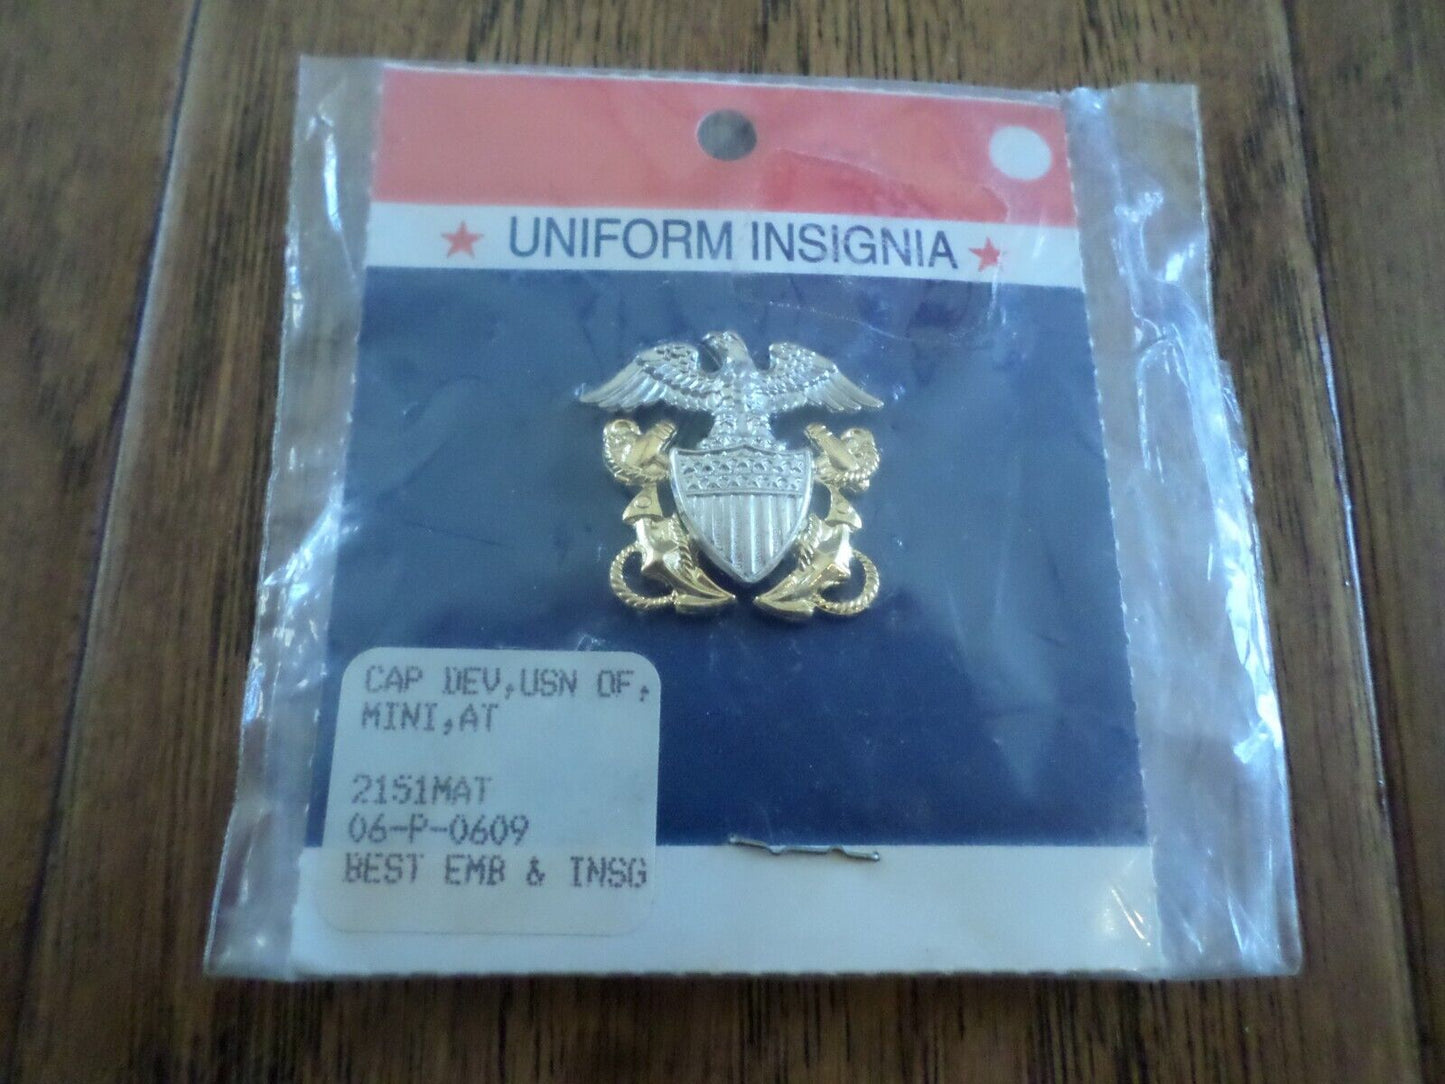 UNIFORM INSIGNIA
CAP DEV,USN OF,
MINI,AT
2151MAT
06-P-0609
BEST EMB & INSG